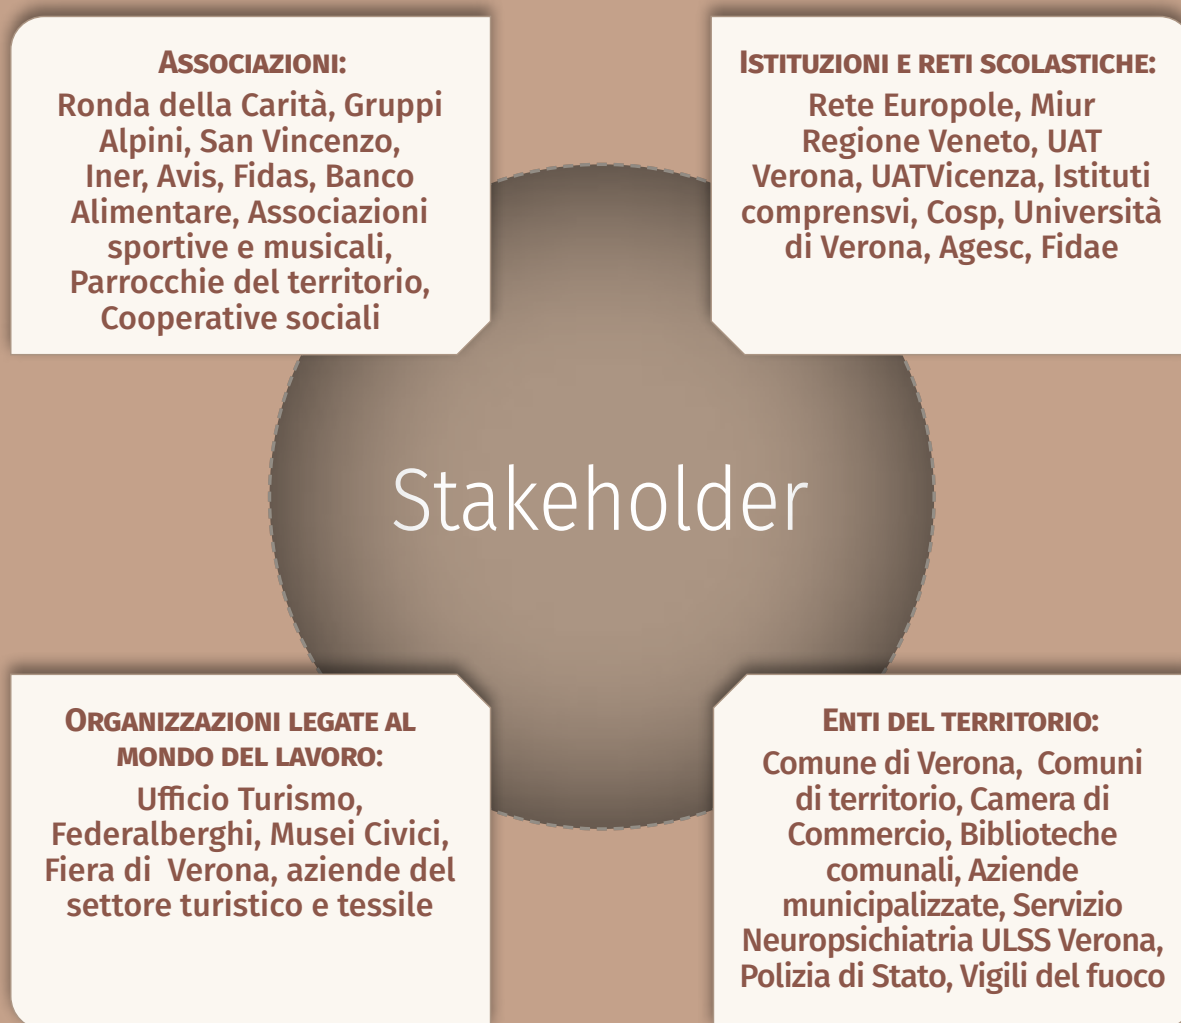 Associazioni:
Ronda della Carità, Gruppi
Alpini, San Vincenzo,
Iner, Avis, Fidas, Banco
Alimentare, Associazioni
sportive e musicali,
Parrocchie del territorio,
Cooperative sociali
Istituzioni e reti scolastiche:
Rete Europole, Miur
Regione Veneto, UAT
Verona, UATVicenza, Istituti
comprensvi, Cosp, Università
di Verona, Agesc, Fidae
Stakeholder
Organizzazioni legate al
mondo del lavoro:
Ufficio Turismo,
Federalberghi, Musei Civici,
Fiera di Verona, aziende del
settore turistico e tessile
Enti del territorio:
Comune di Verona, Comuni
di territorio, Camera di
Commercio, Biblioteche
comunali, Aziende
municipalizzate, Servizio
Neuropsichiatria ULSS Verona,
Polizia di Stato, Vigili del fuoco